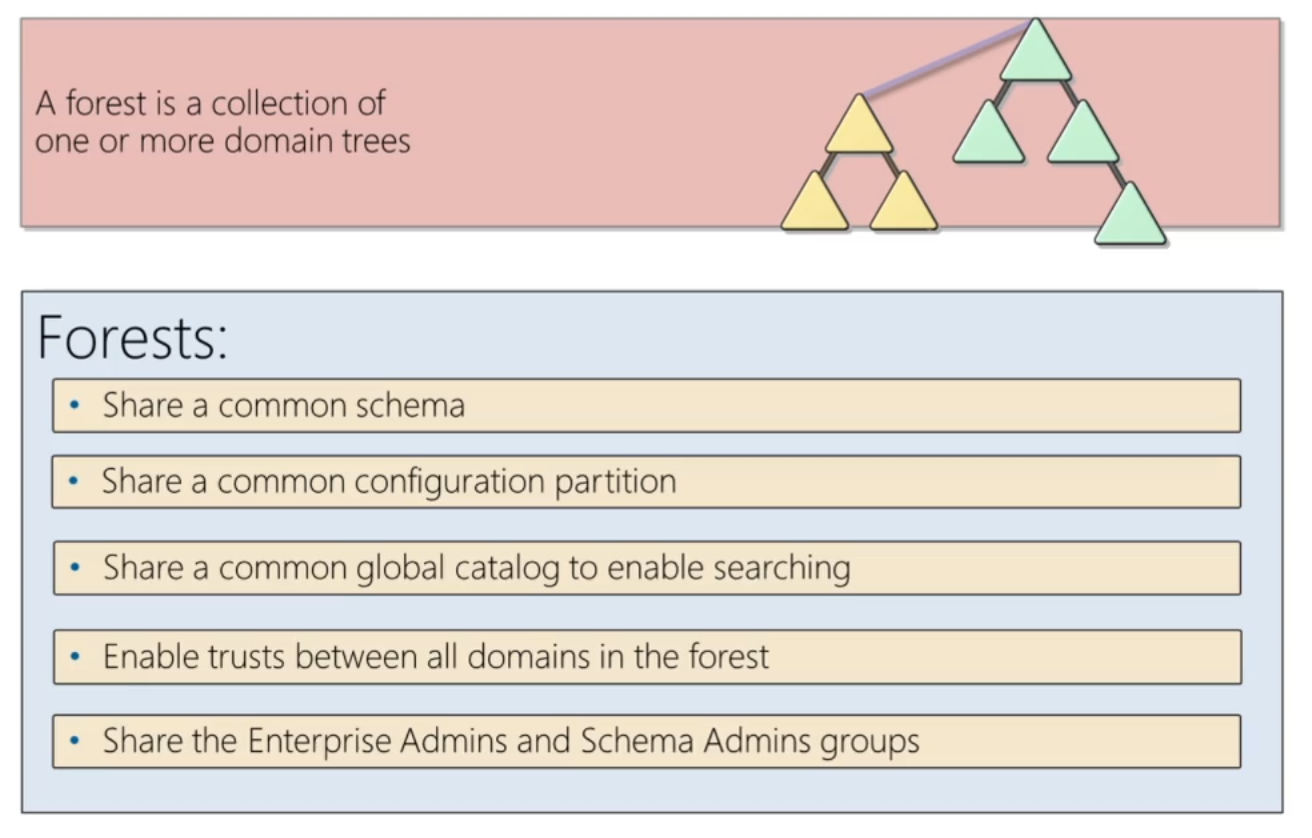 A forest is a collection of
one or more domain trees
Forests:
• Share a common schema
• Share a common configuration partition
• Share a common global catalog to enable searching
• Enable trusts between all domains in the forest
• Share the Enterprise Admins and Schema Admins groups